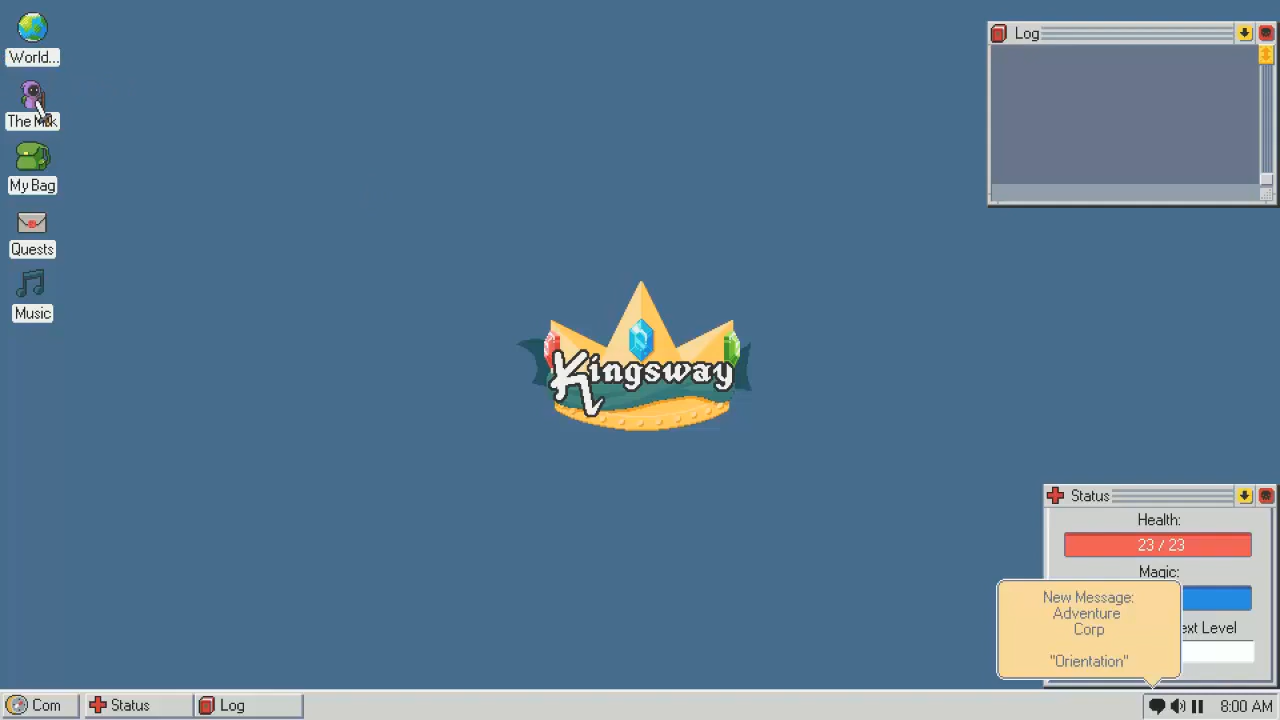 World...
The M
My Bag
Quests
Music
Log
Kingsway
Status
Health:
23 / 23
Magic:
ext Level
New Message:
Adventure
Corp
"Orientation"
Com
Status
Log
8:00 AM